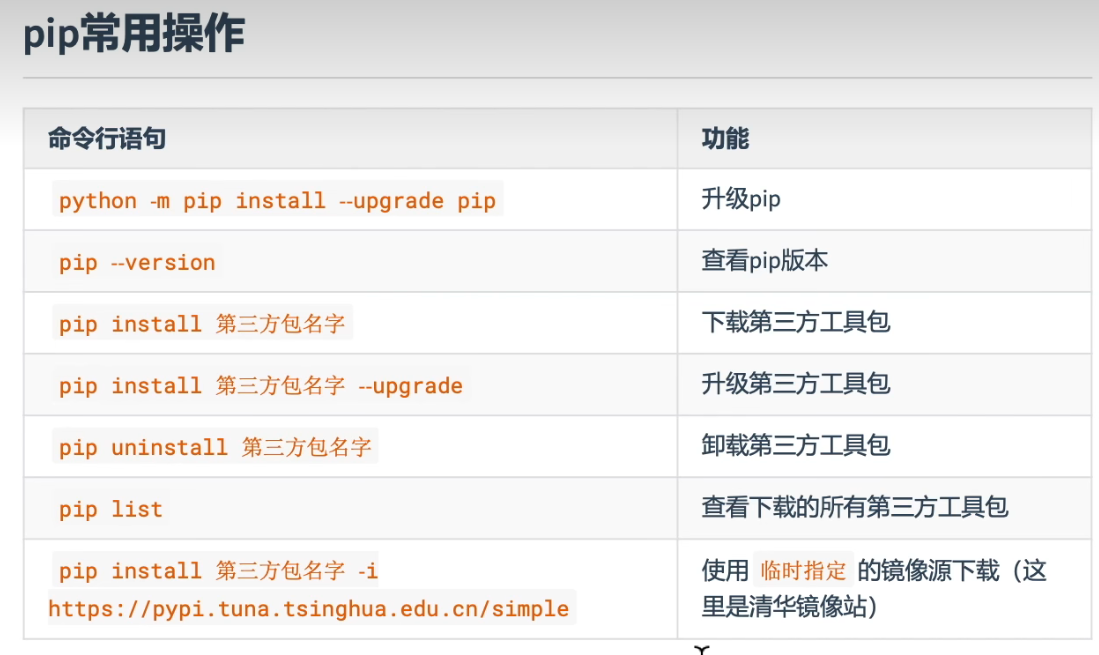 pip常用操作
命令行语句 功能
python -m pip install --upgrade pip 升级pip
pip --version 查看pip版本
pip install 第三方包名字 下载第三方工具包
pip install 第三方包名字 --upgrade 升级第三方工具包
pip uninstall 第三方包名字 卸载第三方工具包
pip list 查看下载的所有第三方工具包
pip install 第三方包名字 -i
https://pypi.tuna.tsinghua.edu.cn/simple
使用 临时指定 的镜像源下载（这
里是清华镜像站）